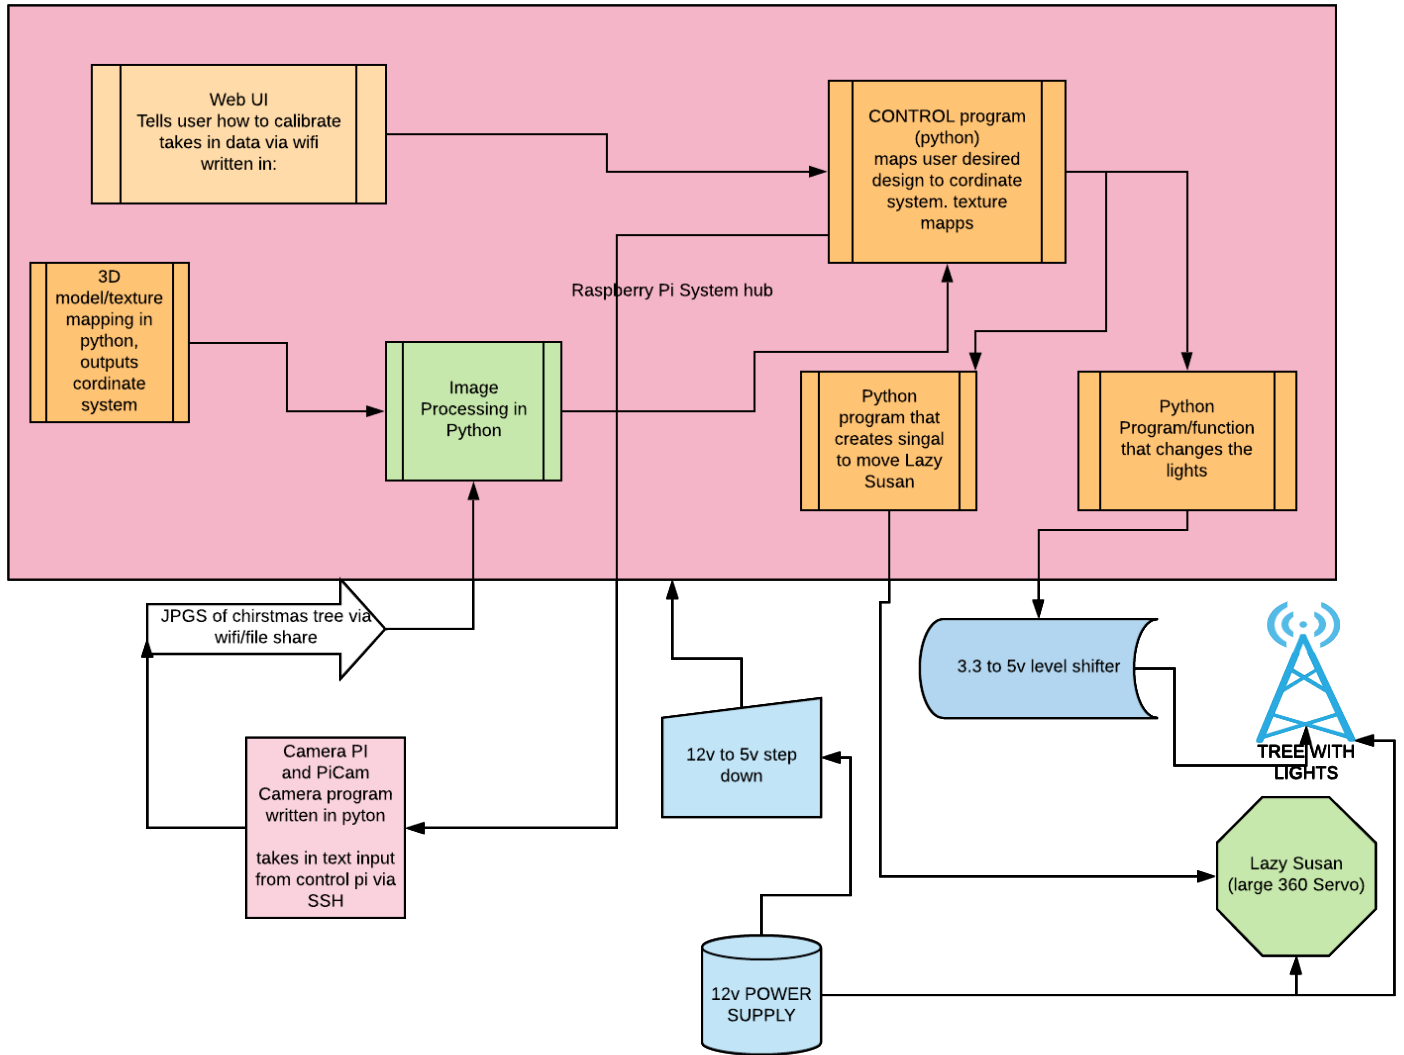 Web UI
Tells user how to calibrate
takes in data via wifi
written in:
CONTROL program
(python)
maps user desired
design to cordinate
system. texture
mapps
3D
model/texture
mapping in
python,
outputs
cordinate
system
Raspberry Pi System hub
Image
Processing in
Python
Python
program that
creates singal
to move Lazy
Susan
Python
Program/function
that changes the
lights
JPGS of chirstmas tree via
wifi/file share
3.3 to 5v level shifter
12v to 5v step
down
TREE WITH
LIGHTS
Camera PI
and PiCam
Camera program
written in pyton
takes in text input
from control pi via
SSH
Lazy Susan
(large 360 Servo)
12v POWER
SUPPLY